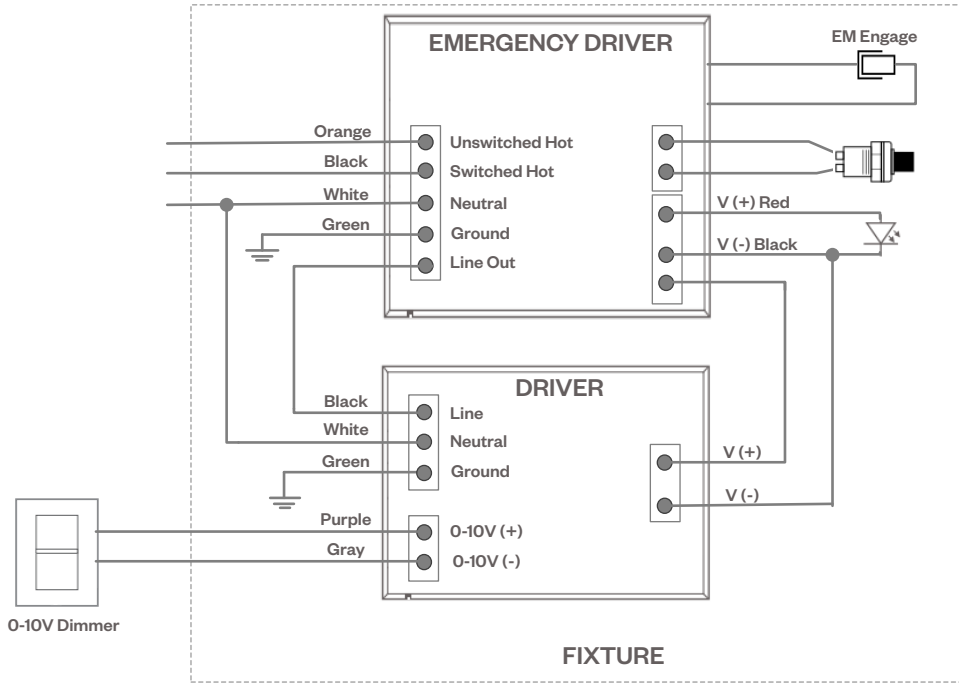 EMERGENCY DRIVER
EM Engage
Orange
Unswitched Hot
Black
Switched Hot
White
Neutral
V (+) Red
Green
Ground
V (-) Black
Line Out
DRIVER
Black
Line
White
Neutral
V (+)
Green
Ground
V (-)
Purple
0-10V (+)
Gray
0-10V (-)
0-10V Dimmer
FIXTURE